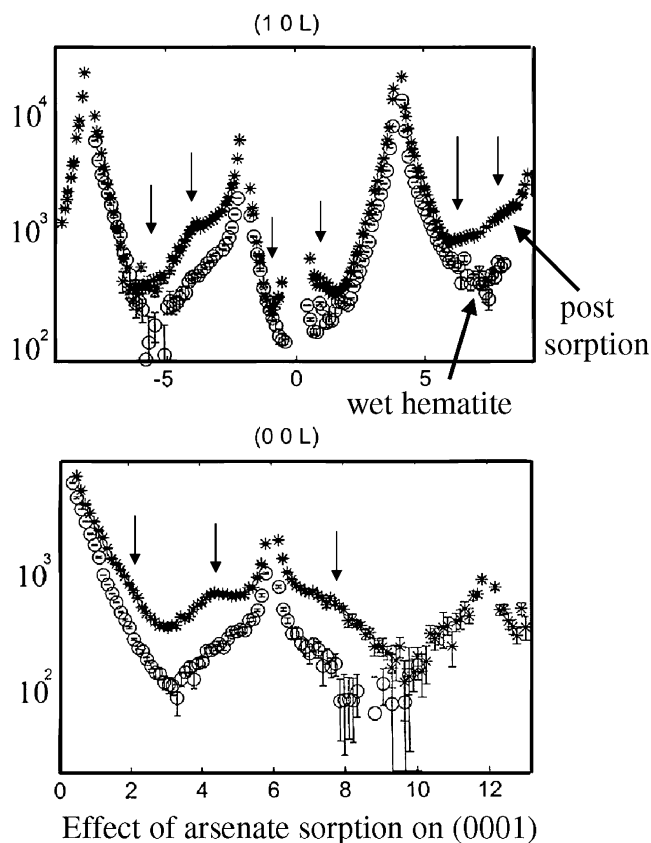 (1 0 L)
10^4
10^3
10^2
-5 0 5
post
sorption
wet hematite
(0 0 L)
10^3
10^2
0 2 4 6 8 10 12
Effect of arsenate sorption on (0001)